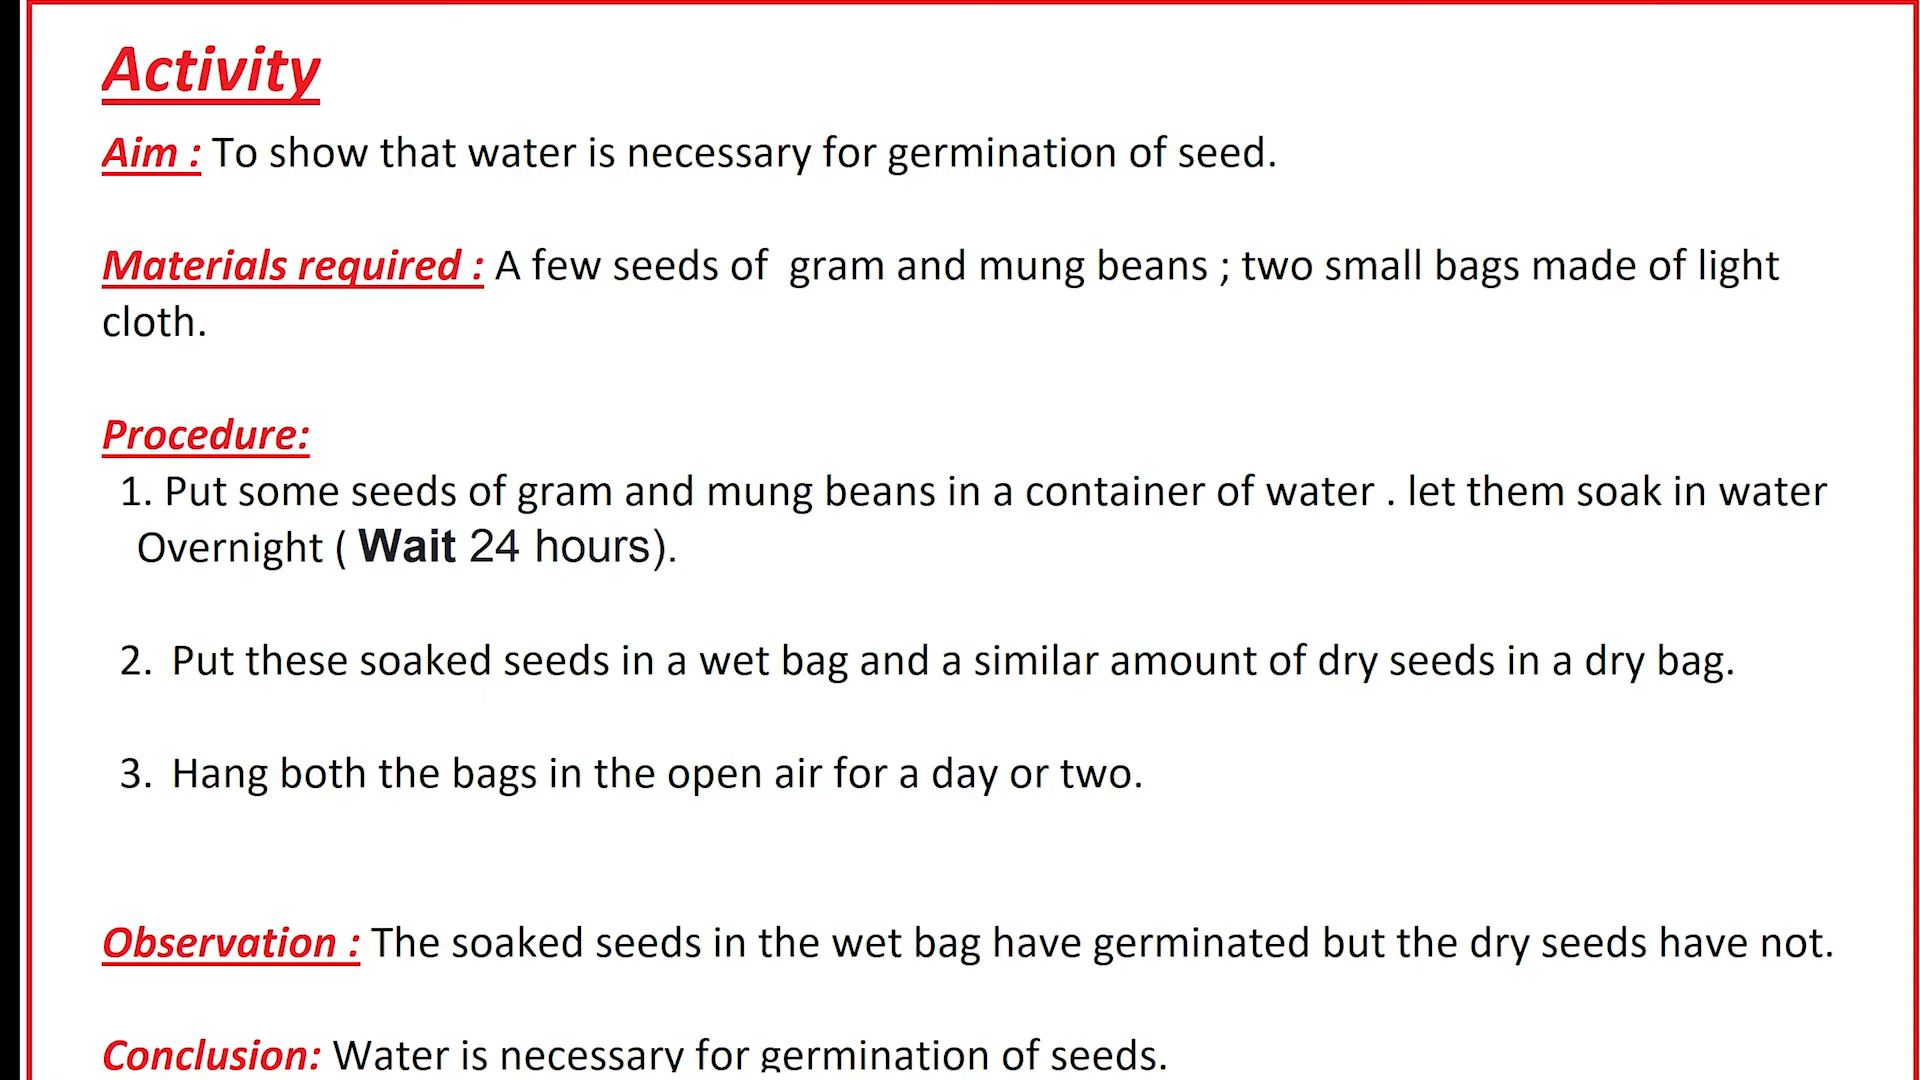 Activity
Aim : To show that water is necessary for germination of seed.
Materials required : A few seeds of  gram and mung beans ; two small bags made of light
cloth.
Procedure:
1. Put some seeds of gram and mung beans in a container of water . let them soak in water
Overnight ( Wait 24 hours).
2. Put these soaked seeds in a wet bag and a similar amount of dry seeds in a dry bag.
3. Hang both the bags in the open air for a day or two.
Observation : The soaked seeds in the wet bag have germinated but the dry seeds have not.
Conclusion: Water is necessary for germination of seeds.